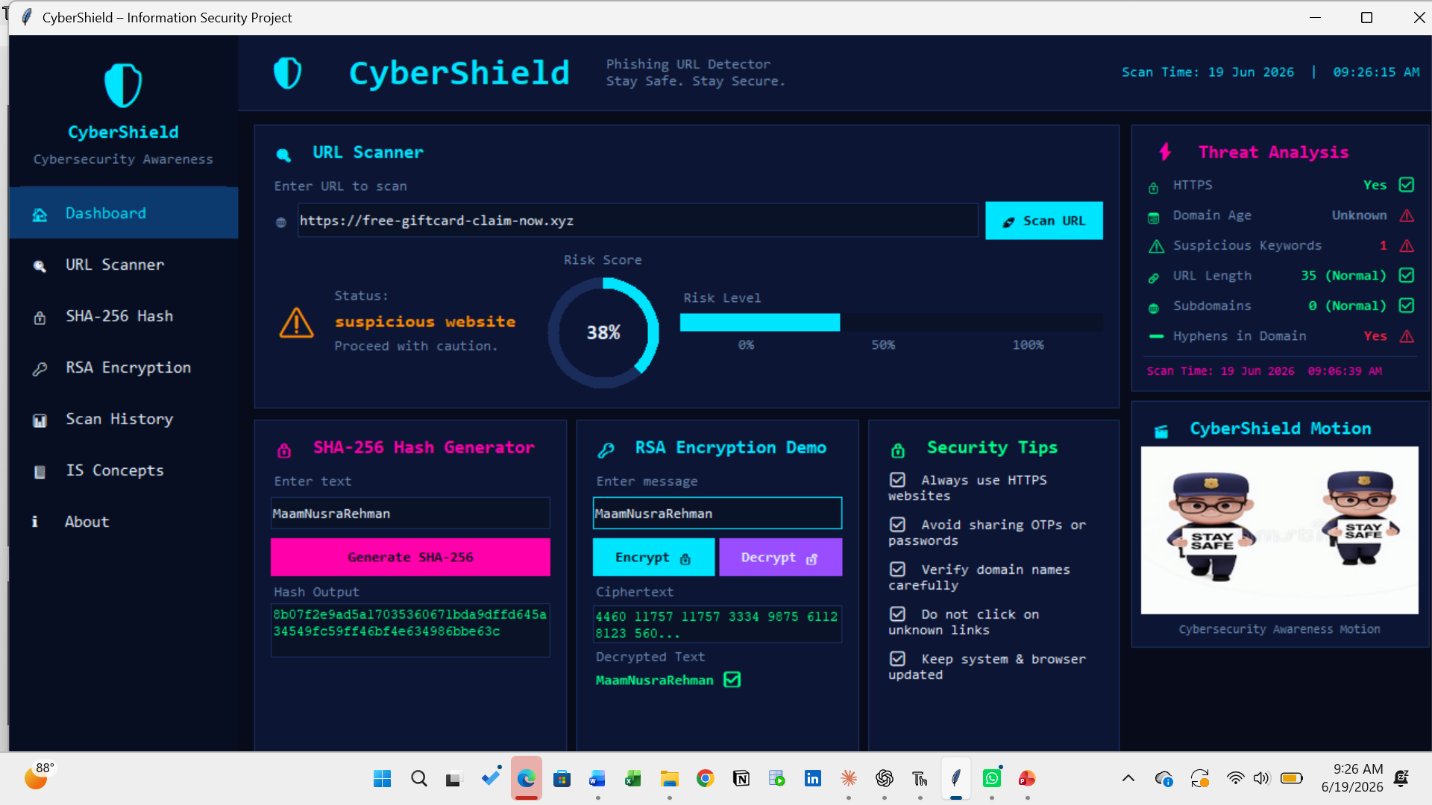 CyberShield – Information Security Project
CyberShield
Cybersecurity Awareness
Dashboard
URL Scanner
SHA-256 Hash
RSA Encryption
Scan History
IS Concepts
About
CyberShield
Phishing URL Detector
Stay Safe. Stay Secure.
Scan Time: 19 Jun 2026 | 09:26:15 AM
URL Scanner
Enter URL to scan
https://free-giftcard-claim-now.xyz
Scan URL
Status:
suspicious website
Proceed with caution.
Risk Score
38%
Risk Level
0% 50% 100%
Threat Analysis
HTTPS Yes
Domain Age Unknown
Suspicious Keywords 1
URL Length 35 (Normal)
Subdomains 0 (Normal)
Hyphens in Domain Yes
Scan Time: 19 Jun 2026 09:06:39 AM
SHA-256 Hash Generator
Enter text
MaamNusraRehman
Generate SHA-256
Hash Output
8b07f2e9ad5a17035360671bda9dffd645a
34549fc59ff46bf4e634986bbe63c
RSA Encryption Demo
Enter message
MaamNusraRehman
Encrypt Decrypt
Ciphertext
4460 11757 11757 3334 9875 6112
8123 560...
Decrypted Text
MaamNusraRehman
Security Tips
Always use HTTPS
websites
Avoid sharing OTPs or
passwords
Verify domain names
carefully
Do not click on
unknown links
Keep system & browser
updated
CyberShield Motion
STAY
SAFE
STAY
SAFE
Cybersecurity Awareness Motion
88°
9:26 AM
6/19/2026